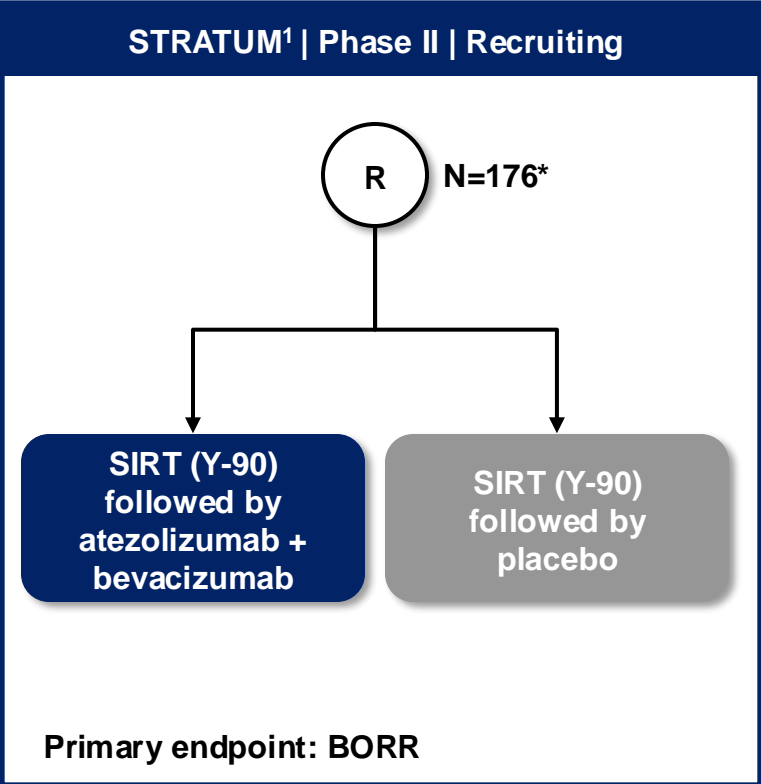 STRATUM¹ | Phase II | Recruiting
R
N=176*
SIRT (Y-90)
followed by
atezolizumab +
bevacizumab
SIRT (Y-90)
followed by
placebo
Primary endpoint: BORR